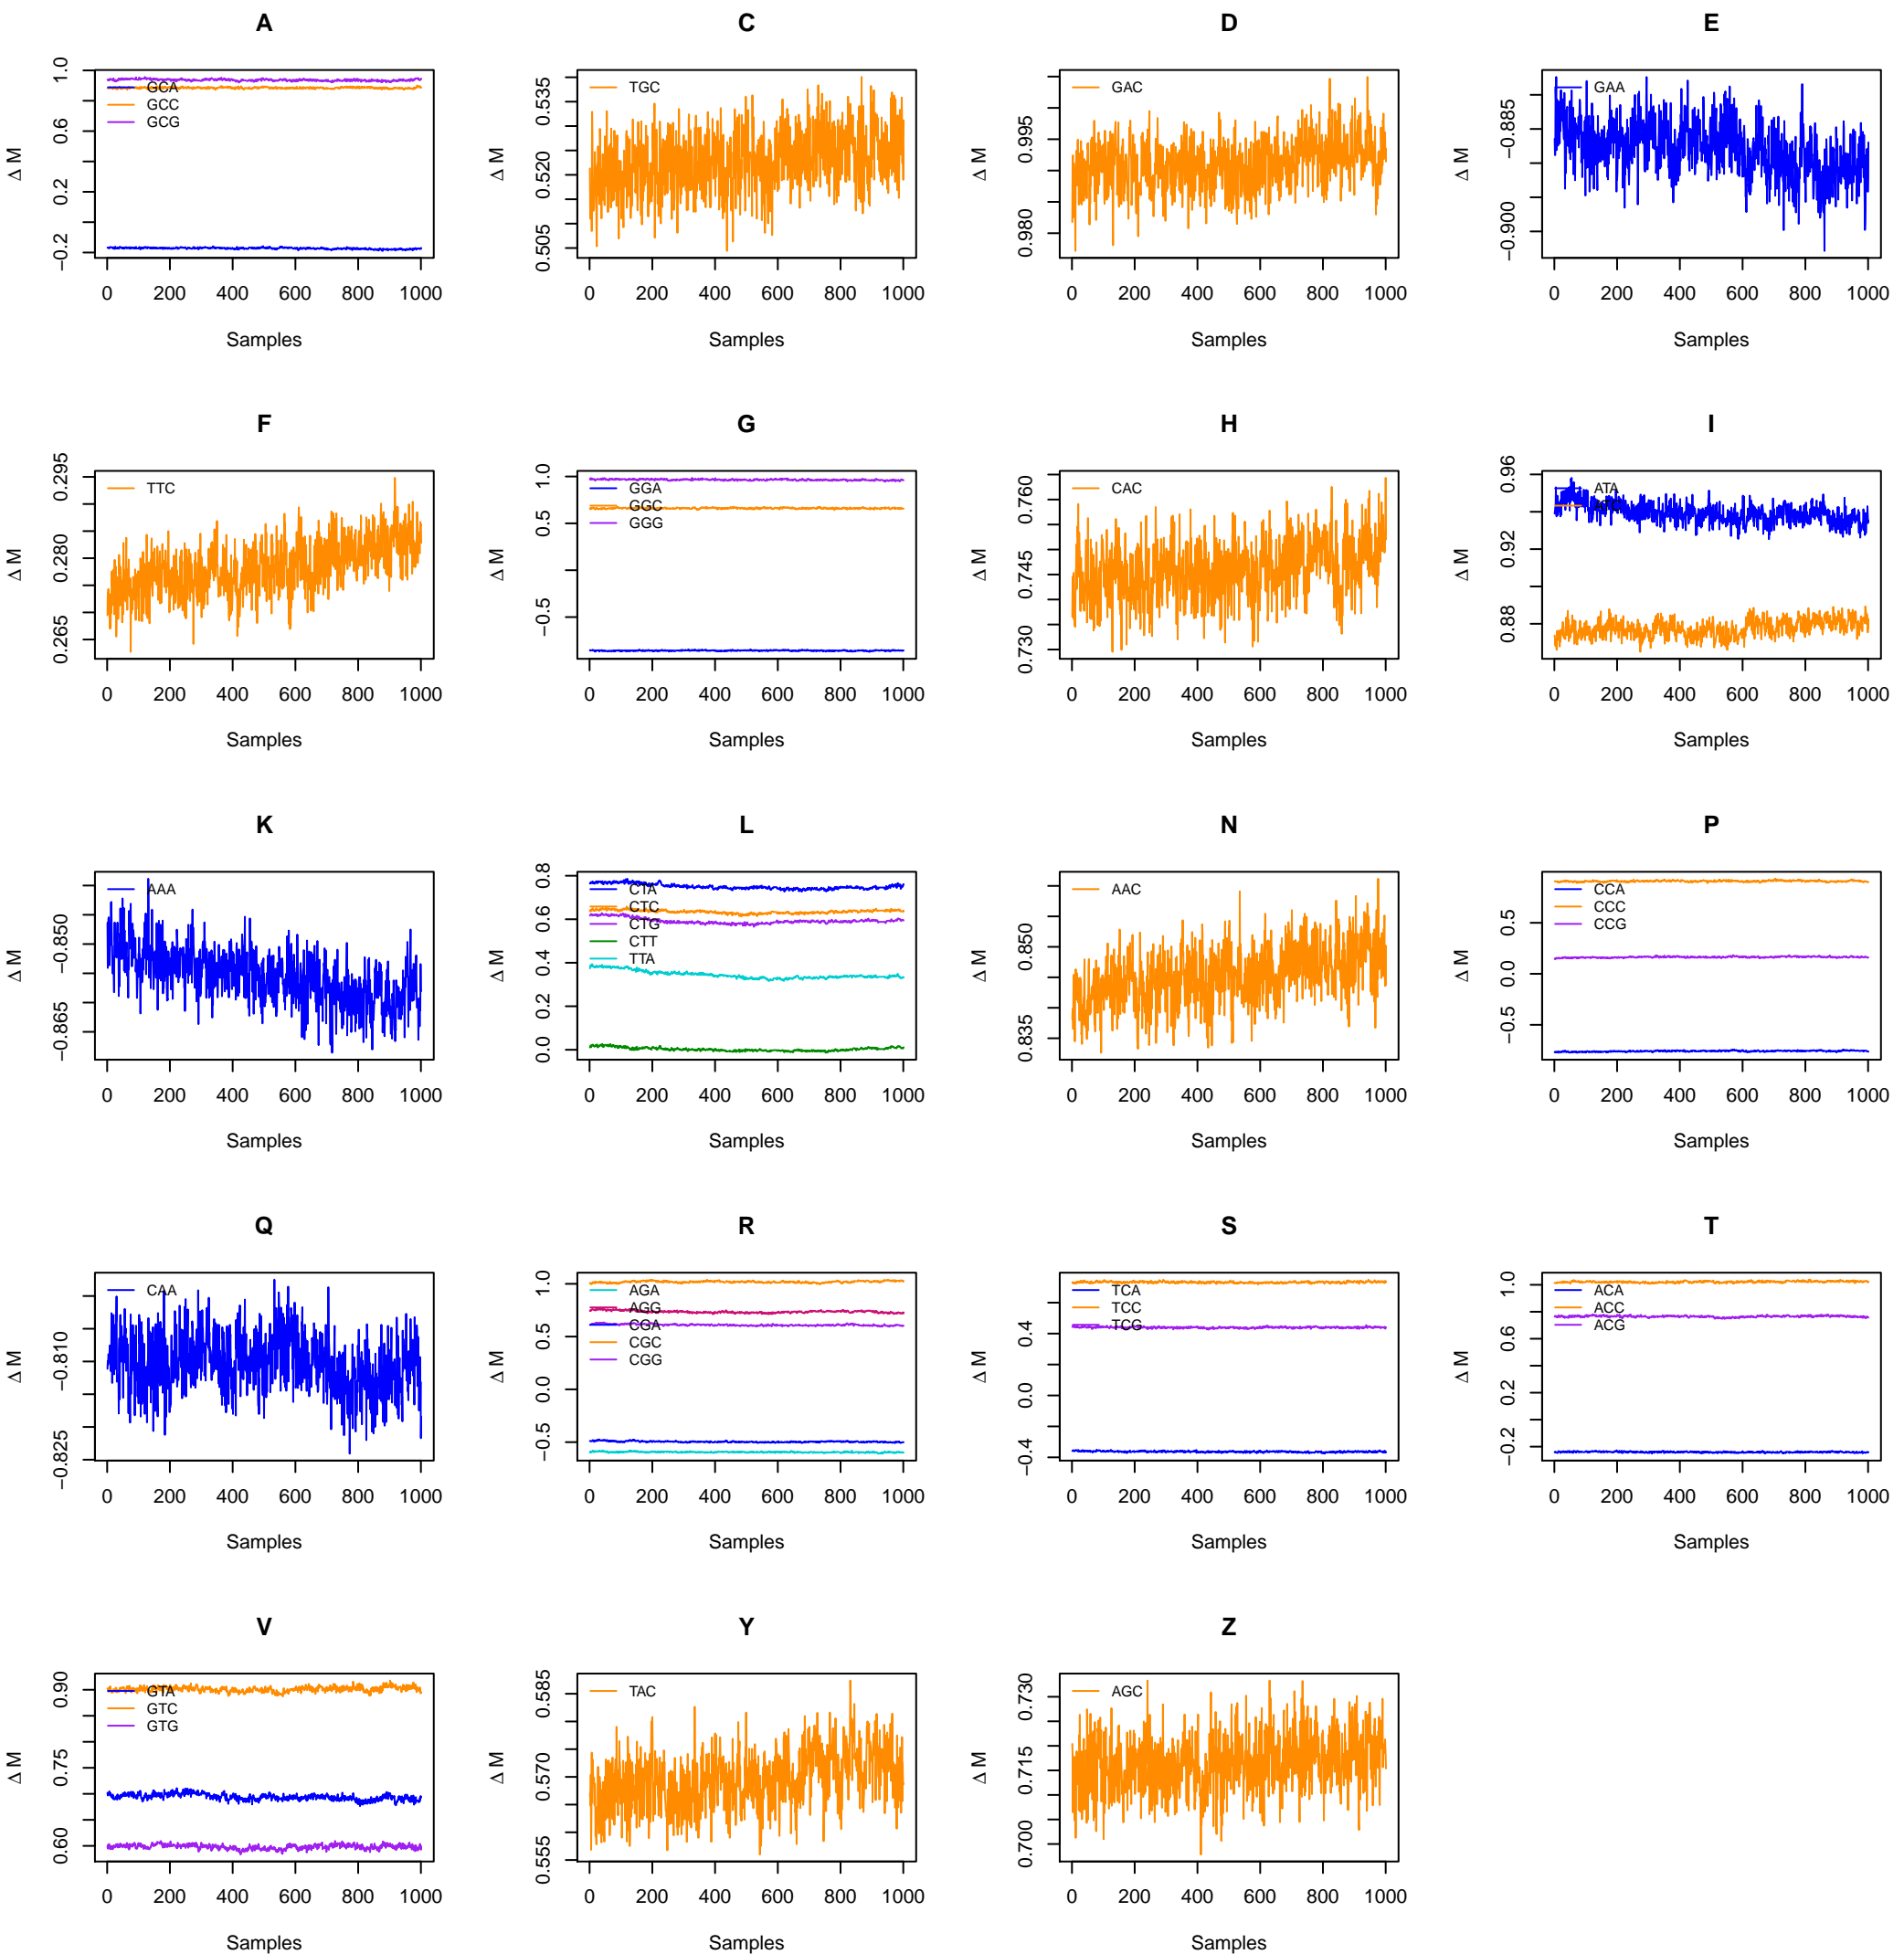 A
C
D
E
ΔM
1.0
0.6
0.2
−0.2
GCA
GCC
GCG
0 200 400 600 800 1000
Samples
ΔM
0.535
0.520
0.505
TGC
0 200 400 600 800 1000
Samples
ΔM
0.995
0.980
GAC
0 200 400 600 800 1000
Samples
ΔM
−0.885
−0.900
GAA
0 200 400 600 800 1000
Samples
F
G
H
I
ΔM
0.295
0.280
0.265
TTC
0 200 400 600 800 1000
Samples
ΔM
1.0
0.5
−0.5
GGA
GGC
GGG
0 200 400 600 800 1000
Samples
ΔM
0.760
0.745
0.730
CAC
0 200 400 600 800 1000
Samples
ΔM
0.96
0.92
0.88
ATA
ATC
0 200 400 600 800 1000
Samples
K
L
N
P
ΔM
−0.850
−0.865
AAA
0 200 400 600 800 1000
Samples
ΔM
0.8
0.6
0.4
0.2
0.0
CTA
CTC
CTG
CTT
TTA
0 200 400 600 800 1000
Samples
ΔM
0.850
0.835
AAC
0 200 400 600 800 1000
Samples
ΔM
0.5
0.0
−0.5
CCA
CCC
CCG
0 200 400 600 800 1000
Samples
Q
R
S
T
ΔM
−0.810
−0.825
CAA
0 200 400 600 800 1000
Samples
ΔM
1.0
0.5
0.0
−0.5
AGA
AGG
CGA
CGC
CGG
0 200 400 600 800 1000
Samples
ΔM
0.4
0.0
−0.4
TCA
TCC
TCG
0 200 400 600 800 1000
Samples
ΔM
1.0
0.6
0.2
−0.2
ACA
ACC
ACG
0 200 400 600 800 1000
Samples
V
Y
Z
ΔM
0.90
0.75
0.60
GTA
GTC
GTG
0 200 400 600 800 1000
Samples
ΔM
0.585
0.570
0.555
TAC
0 200 400 600 800 1000
Samples
ΔM
0.730
0.715
0.700
AGC
0 200 400 600 800 1000
Samples